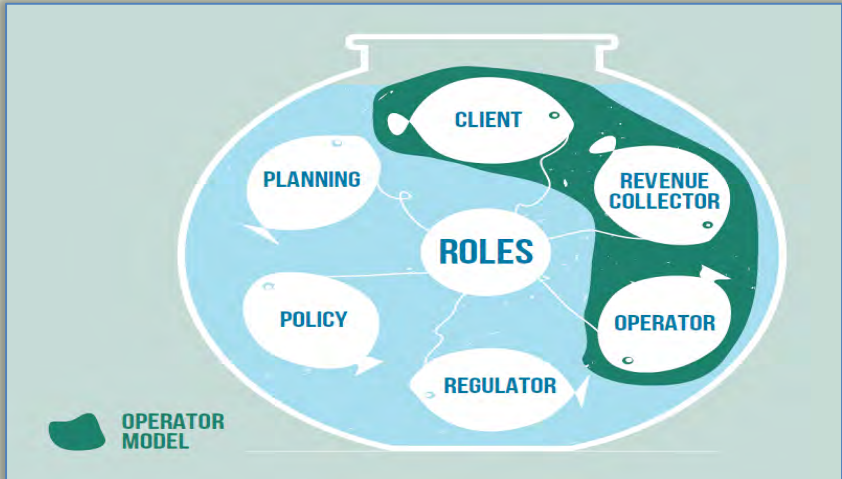 CLIENT
PLANNING
REVENUE
COLLECTOR
ROLES
POLICY
OPERATOR
REGULATOR
OPERATOR
MODEL